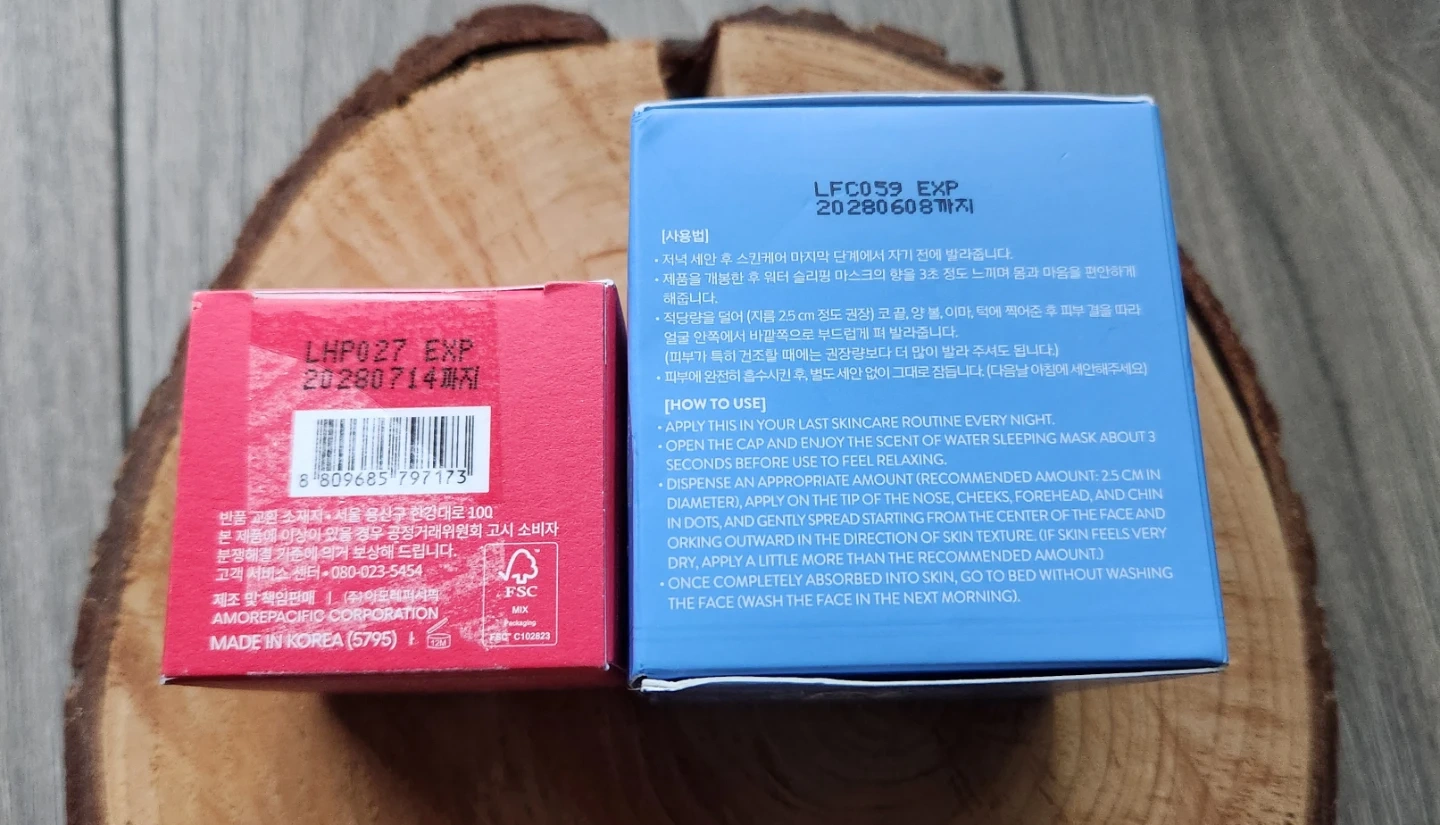 LHP027 EXP
20280714까지
8 809685 797173
반품 교환 소재지 • 서울 용산구 한강대로 100
본 제품에 이상이 있을 경우 공정거래위원회 고시 소비자
분쟁해결 기준에 의거 보상해 드립니다.
고객 서비스 센터 • 080-023-5454
제조 및 책임판매 | (주)아모레퍼시픽
AMOREPACIFIC CORPORATION
MADE IN KOREA (5795)
12M
FSC
MIX
Packaging
FSC® C102823
LFC059 EXP
20280608까지
[사용법]
• 저녁 세안 후 스킨케어 마지막 단계에서 자기 전에 발라줍니다.
• 제품을 개봉한 후 워터 슬리핑 마스크의 향을 3초 정도 느끼며 몸과 마음을 편안하게
해줍니다.
• 적당량을 덜어 (지름 2.5 cm 정도 권장) 코 끝, 양 볼, 이마, 턱에 찍어준 후 피부 결을 따라
얼굴 안쪽에서 바깥쪽으로 부드럽게 펴 발라줍니다.
(피부가 특히 건조할 때에는 권장량보다 더 많이 발라 주셔도 됩니다.)
• 피부에 완전히 흡수시킨 후, 별도 세안 없이 그대로 잠듭니다. (다음날 아침에 세안해주세요)
[HOW TO USE]
• APPLY THIS IN YOUR LAST SKINCARE ROUTINE EVERY NIGHT.
• OPEN THE CAP AND ENJOY THE SCENT OF WATER SLEEPING MASK ABOUT 3
SECONDS BEFORE USE TO FEEL RELAXING.
• DISPENSE AN APPROPRIATE AMOUNT (RECOMMENDED AMOUNT: 2.5 CM IN
DIAMETER), APPLY ON THE TIP OF THE NOSE, CHEEKS, FOREHEAD, AND CHIN
IN DOTS, AND GENTLY SPREAD STARTING FROM THE CENTER OF THE FACE AND
ORKING OUTWARD IN THE DIRECTION OF SKIN TEXTURE. (IF SKIN FEELS VERY
DRY, APPLY A LITTLE MORE THAN THE RECOMMENDED AMOUNT.)
• ONCE COMPLETELY ABSORBED INTO SKIN, GO TO BED WITHOUT WASHING
THE FACE (WASH THE FACE IN THE NEXT MORNING).